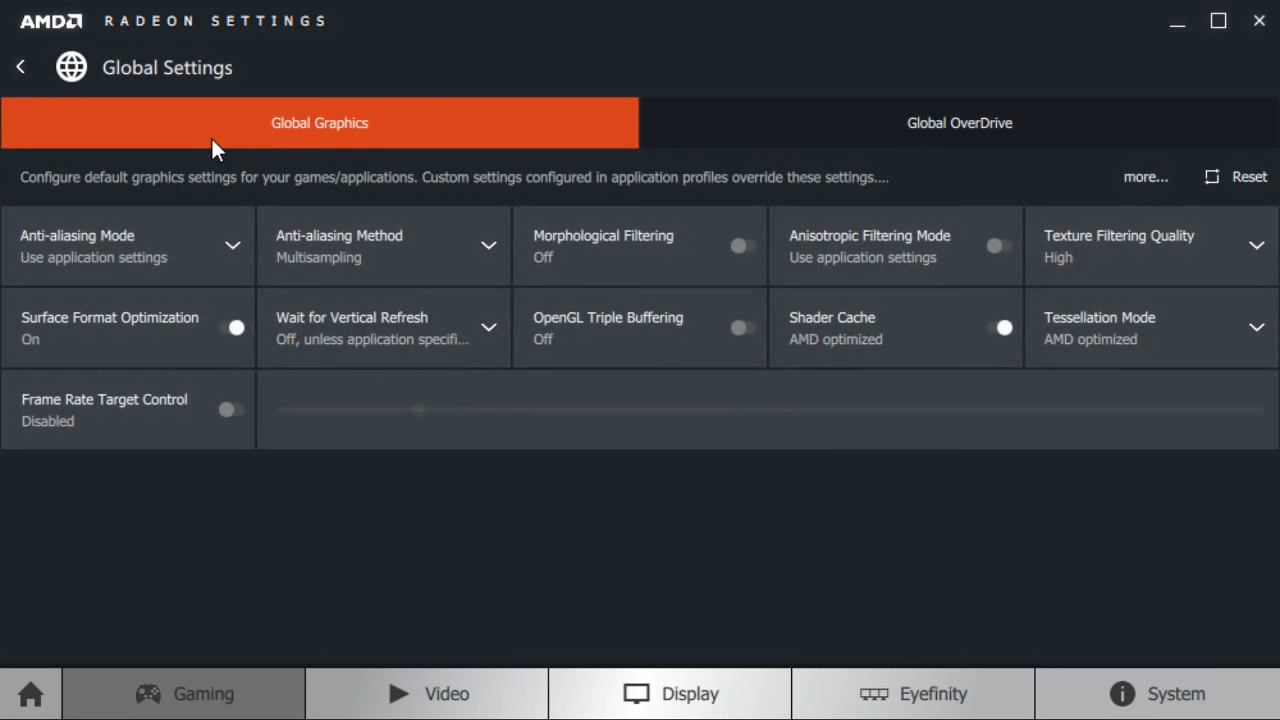 AMD RADEON SETTINGS
Global Settings
Global Graphics
Global OverDrive
Configure default graphics settings for your games/applications. Custom settings configured in application profiles override these settings....
more...
Reset
Anti-aliasing Mode
Use application settings
Anti-aliasing Method
Multisampling
Morphological Filtering
Off
Anisotropic Filtering Mode
Use application settings
Texture Filtering Quality
High
Surface Format Optimization
On
Wait for Vertical Refresh
Off, unless application specifi...
OpenGL Triple Buffering
Off
Shader Cache
AMD optimized
Tessellation Mode
AMD optimized
Frame Rate Target Control
Disabled
Gaming
Video
Display
Eyefinity
System